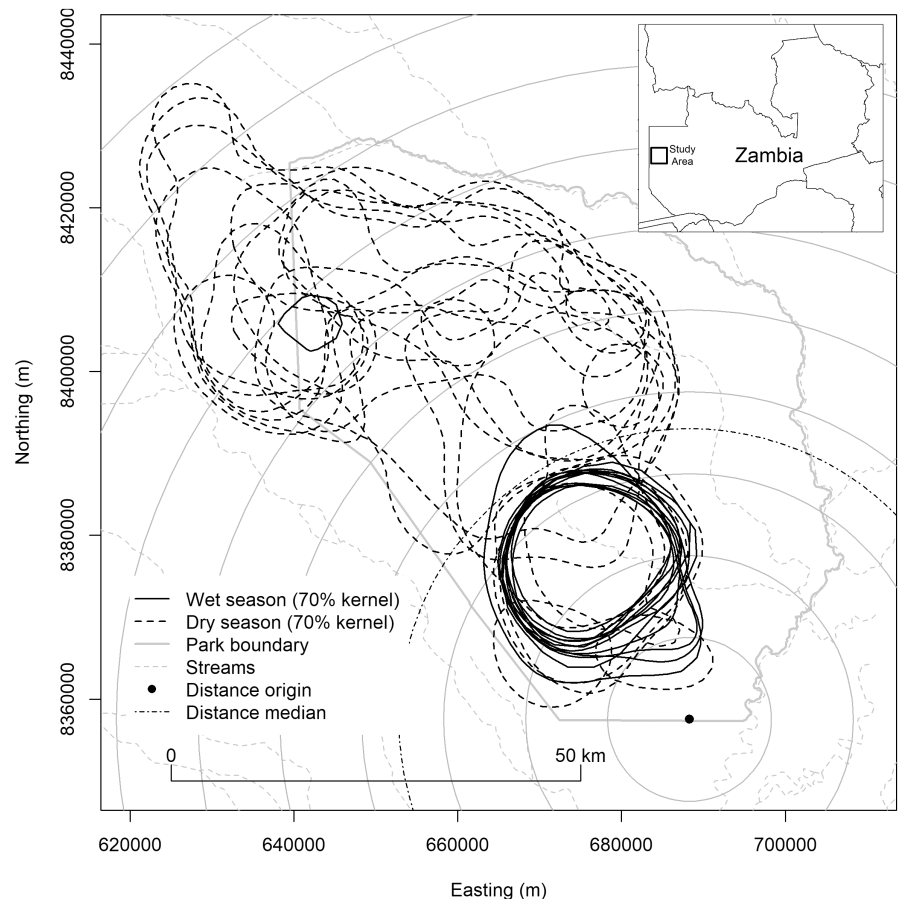 8440000
8420000
8400000
8380000
8360000
Northing (m)
Study
Area
Zambia
Wet season (70% kernel)
Dry season (70% kernel)
Park boundary
Streams
Distance origin
Distance median
0
50 km
620000
640000
660000
680000
700000
Easting (m)